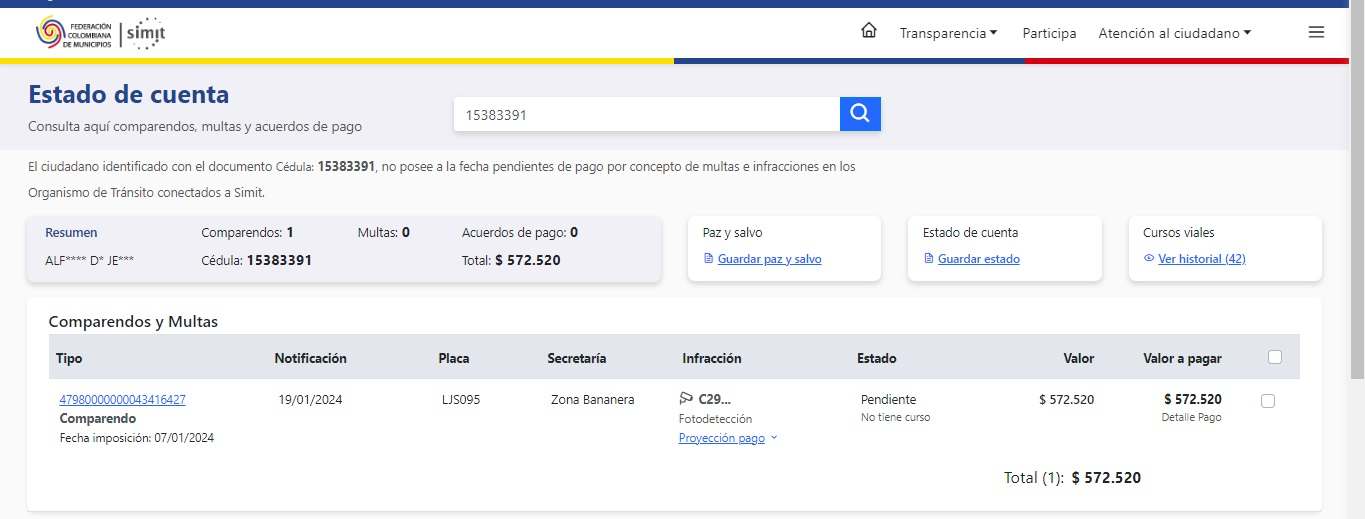 FEDERACIÓN
COLOMBIANA
DE MUNICIPIOS
simit
Transparencia Participa Atención al ciudadano
Estado de cuenta
Consulta aquí comparendos, multas y acuerdos de pago
15383391
El ciudadano identificado con el documento Cédula: 15383391, no posee a la fecha pendientes de pago por concepto de multas e infracciones en los
Organismo de Tránsito conectados a Simit.
Resumen Comparendos: 1 Multas: 0 Acuerdos de pago: 0
ALF**** D* JE*** Cédula: 15383391 Total: $ 572.520
Paz y salvo
Guardar paz y salvo
Estado de cuenta
Guardar estado
Cursos viales
Ver historial (42)
Comparendos y Multas
Tipo Notificación Placa Secretaría Infracción Estado Valor Valor a pagar
47980000000043416427 19/01/2024 LJS095 Zona Bananera C29... Pendiente $ 572.520 $ 572.520
Comparendo Fotodetección No tiene curso Detalle Pago
Fecha imposición: 07/01/2024 Proyección pago
Total (1): $ 572.520